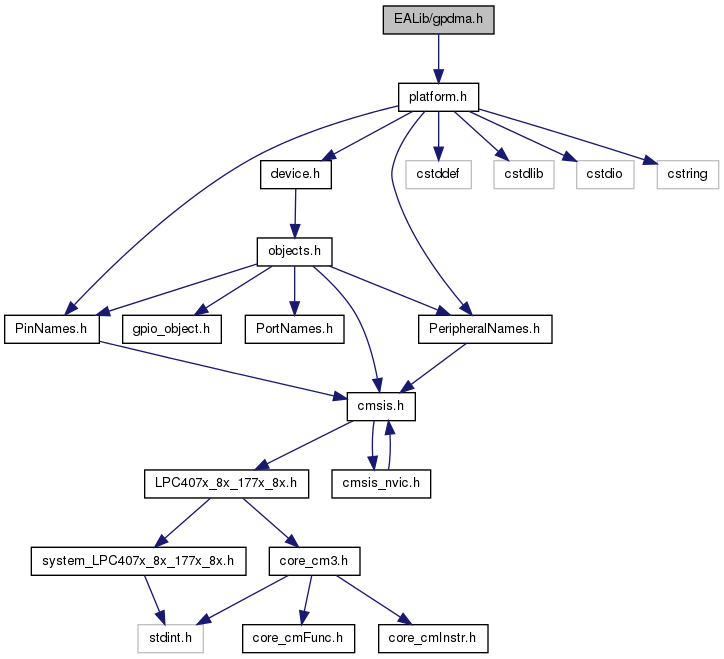 EALib/gpdma.h
platform.h
device.h
cstddef
cstdlib
cstdio
cstring
objects.h
PinNames.h
gpio_object.h
PortNames.h
PeripheralNames.h
cmsis.h
LPC407x_8x_177x_8x.h
cmsis_nvic.h
system_LPC407x_8x_177x_8x.h
core_cm3.h
stdint.h
core_cmFunc.h
core_cmInstr.h